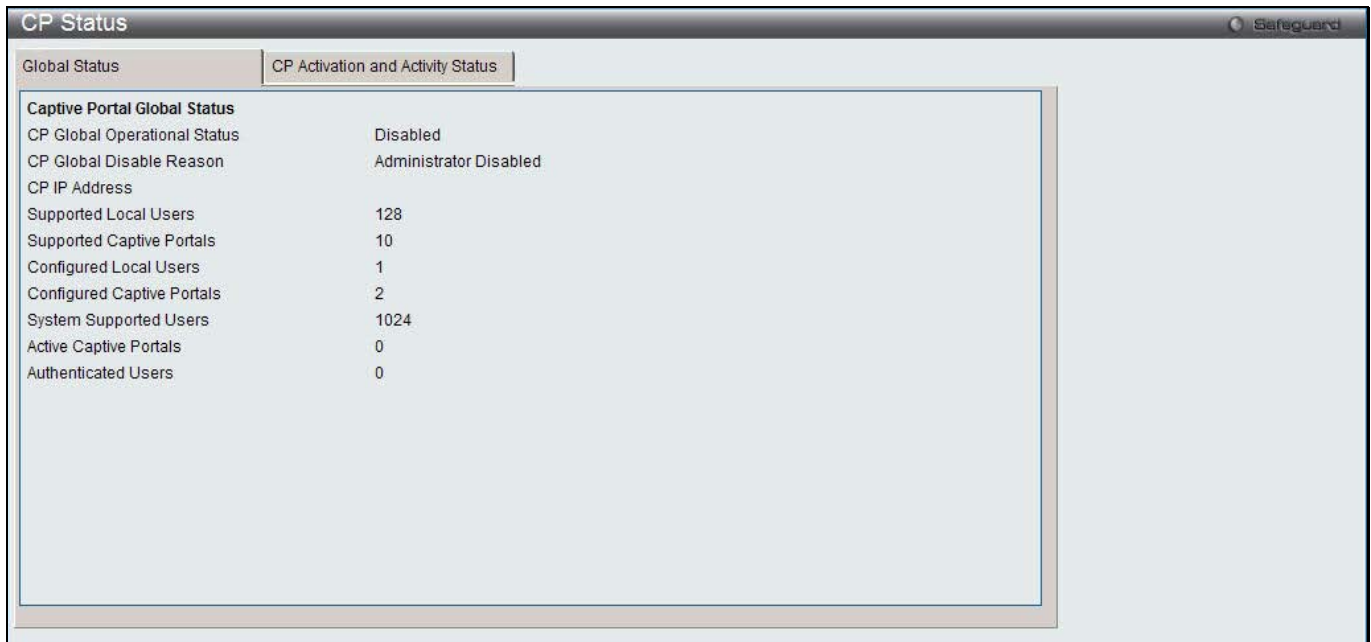 CP Status
Safeguard
Global Status
CP Activation and Activity Status
Captive Portal Global Status
CP Global Operational Status Disabled
CP Global Disable Reason Administrator Disabled
CP IP Address
Supported Local Users 128
Supported Captive Portals 10
Configured Local Users 1
Configured Captive Portals 2
System Supported Users 1024
Active Captive Portals 0
Authenticated Users 0